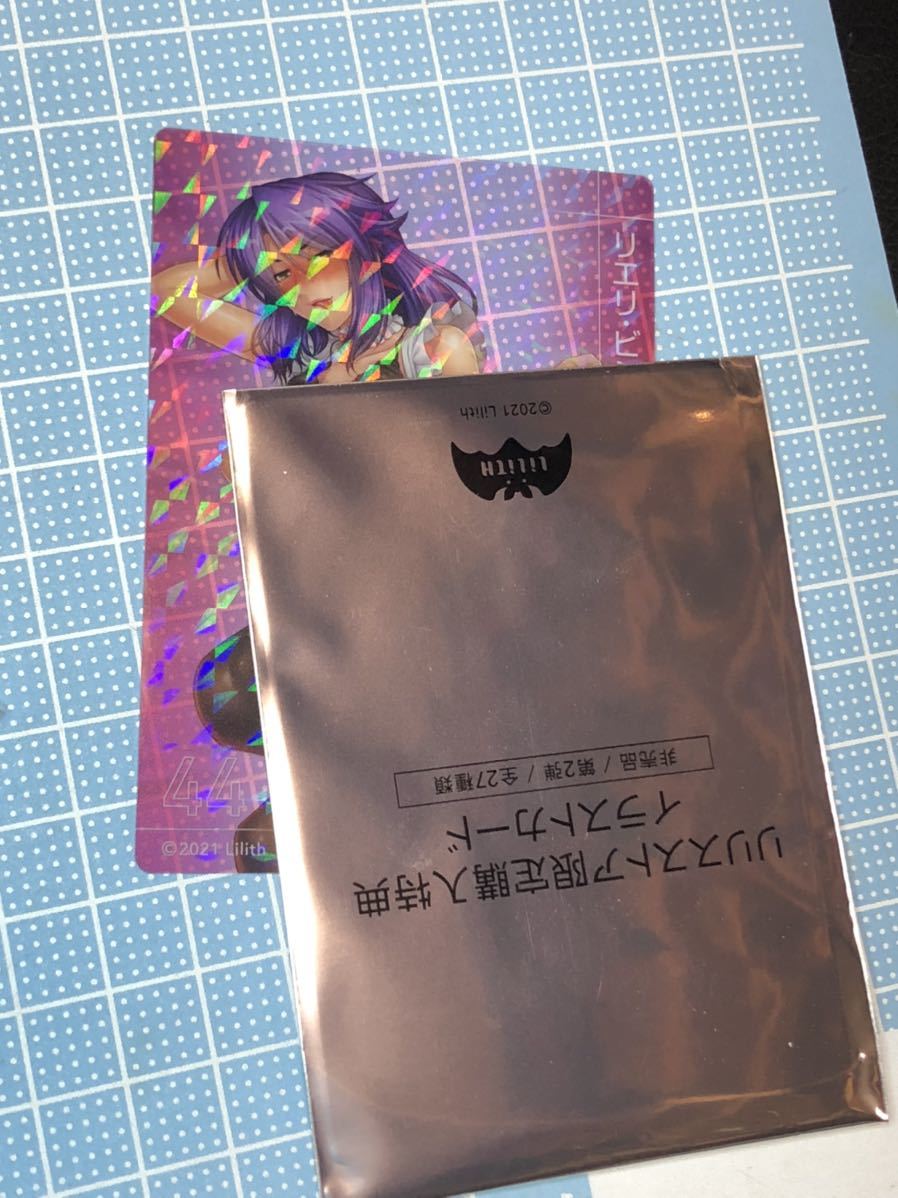 リエリ・ビ
©2021 Lilith
リリスストア限定購入特典
イラストカード
非売品 / 第2弾 / 全27種類
LiLiTH
©2021 Lilith